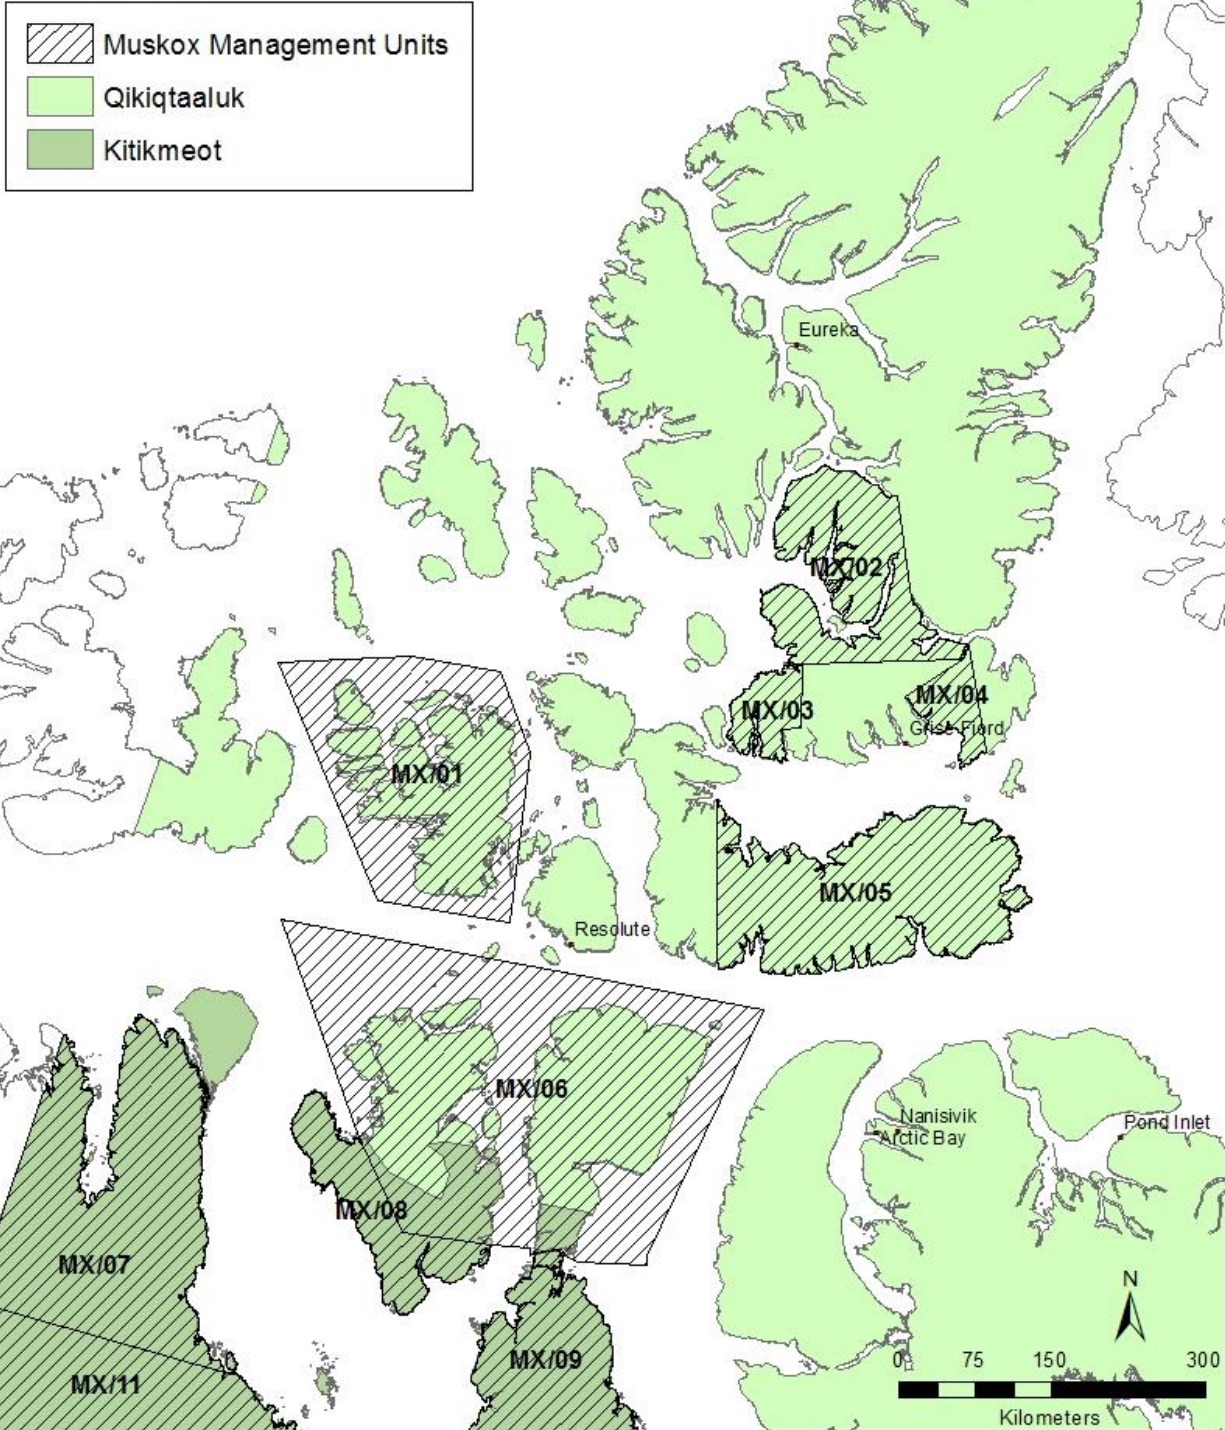 Muskox Management Units
Qikiqtaaluk
Kitikmeot
Eureka
MX/02
MX/04
MX/03
Grise Fiord
MX/01
MX/05
Resolute
MX/06
Nanisivik
Pond Inlet
Arctic Bay
MX/08
MX/07
N
MX/09
0 75 150 300
MX/11
Kilometers